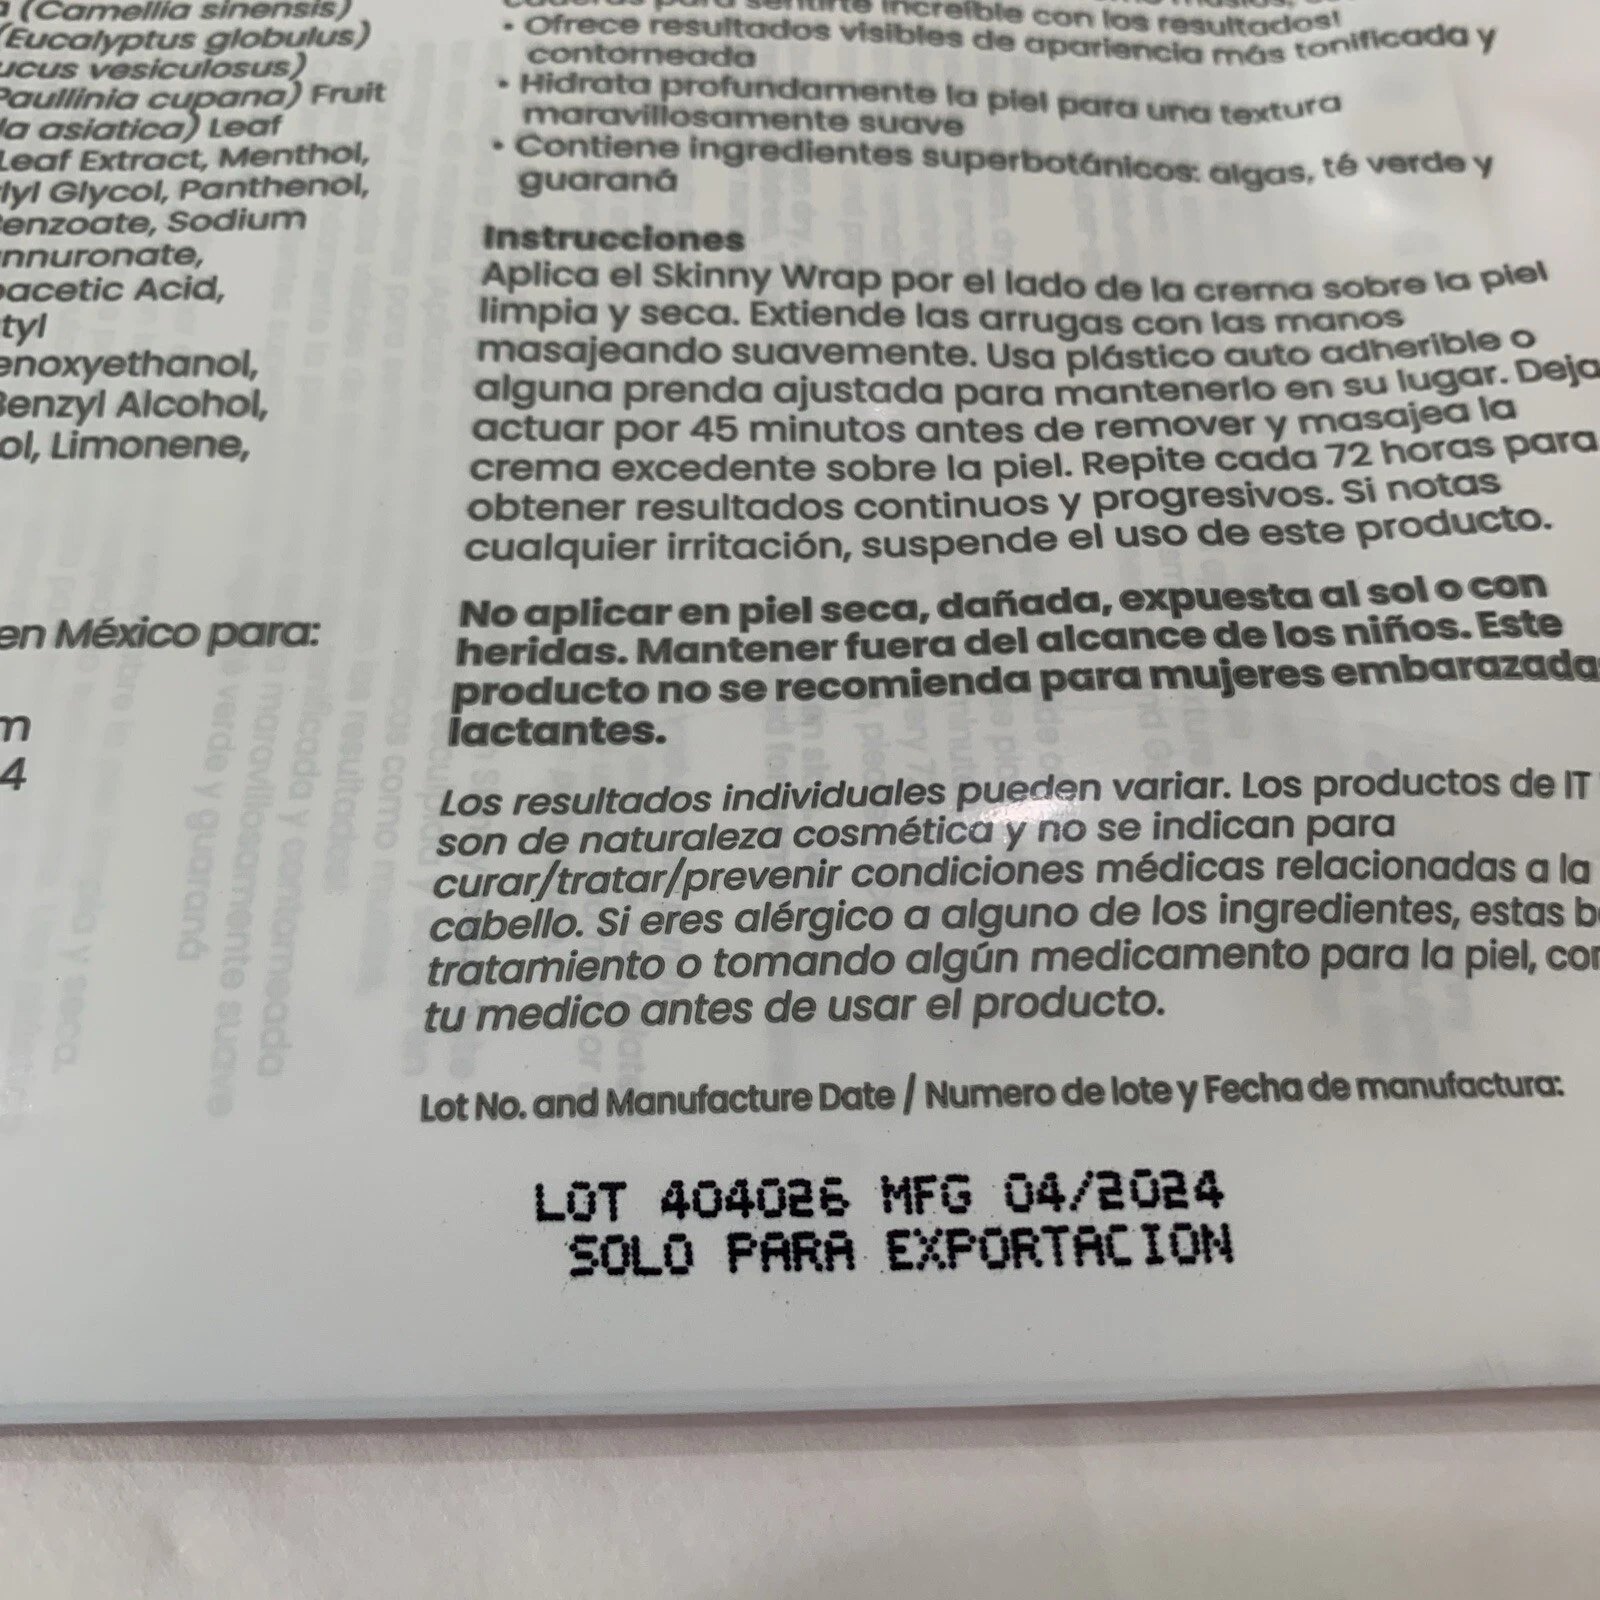 (Camellia sinensis)
(Eucalyptus globulus)
ucus vesiculosus)
Paullinia cupana) Fruit
la asiatica) Leaf
Leaf Extract, Menthol,
lyl Glycol, Panthenol,
Benzoate, Sodium
nnuronate,
oacetic Acid,
tyl
enoxyethanol,
Benzyl Alcohol,
ol, Limonene,
en México para:
m
4
para sentirte increíble con los resultados!
• Ofrece resultados visibles de apariencia más tonificada y
contorneada
• Hidrata profundamente la piel para una textura
maravillosamente suave
• Contiene ingredientes superbotánicos: algas, té verde y
guaraná
Instrucciones
Aplica el Skinny Wrap por el lado de la crema sobre la piel
limpia y seca. Extiende las arrugas con las manos
masajeando suavemente. Usa plástico auto adherible o
alguna prenda ajustada para mantenerlo en su lugar. Deja
actuar por 45 minutos antes de remover y masajea la
crema excedente sobre la piel. Repite cada 72 horas para
obtener resultados continuos y progresivos. Si notas
cualquier irritación, suspende el uso de este producto.
No aplicar en piel seca, dañada, expuesta al sol o con
heridas. Mantener fuera del alcance de los niños. Este
producto no se recomienda para mujeres embarazada
lactantes.
Los resultados individuales pueden variar. Los productos de IT
son de naturaleza cosmética y no se indican para
curar/tratar/prevenir condiciones médicas relacionadas a la
cabello. Si eres alérgico a alguno de los ingredientes, estas b
tratamiento o tomando algún medicamento para la piel, con
tu medico antes de usar el producto.
Lot No. and Manufacture Date / Numero de lote y Fecha de manufactura:
LOT 404026 MFG 04/2024
SOLO PARA EXPORTACION